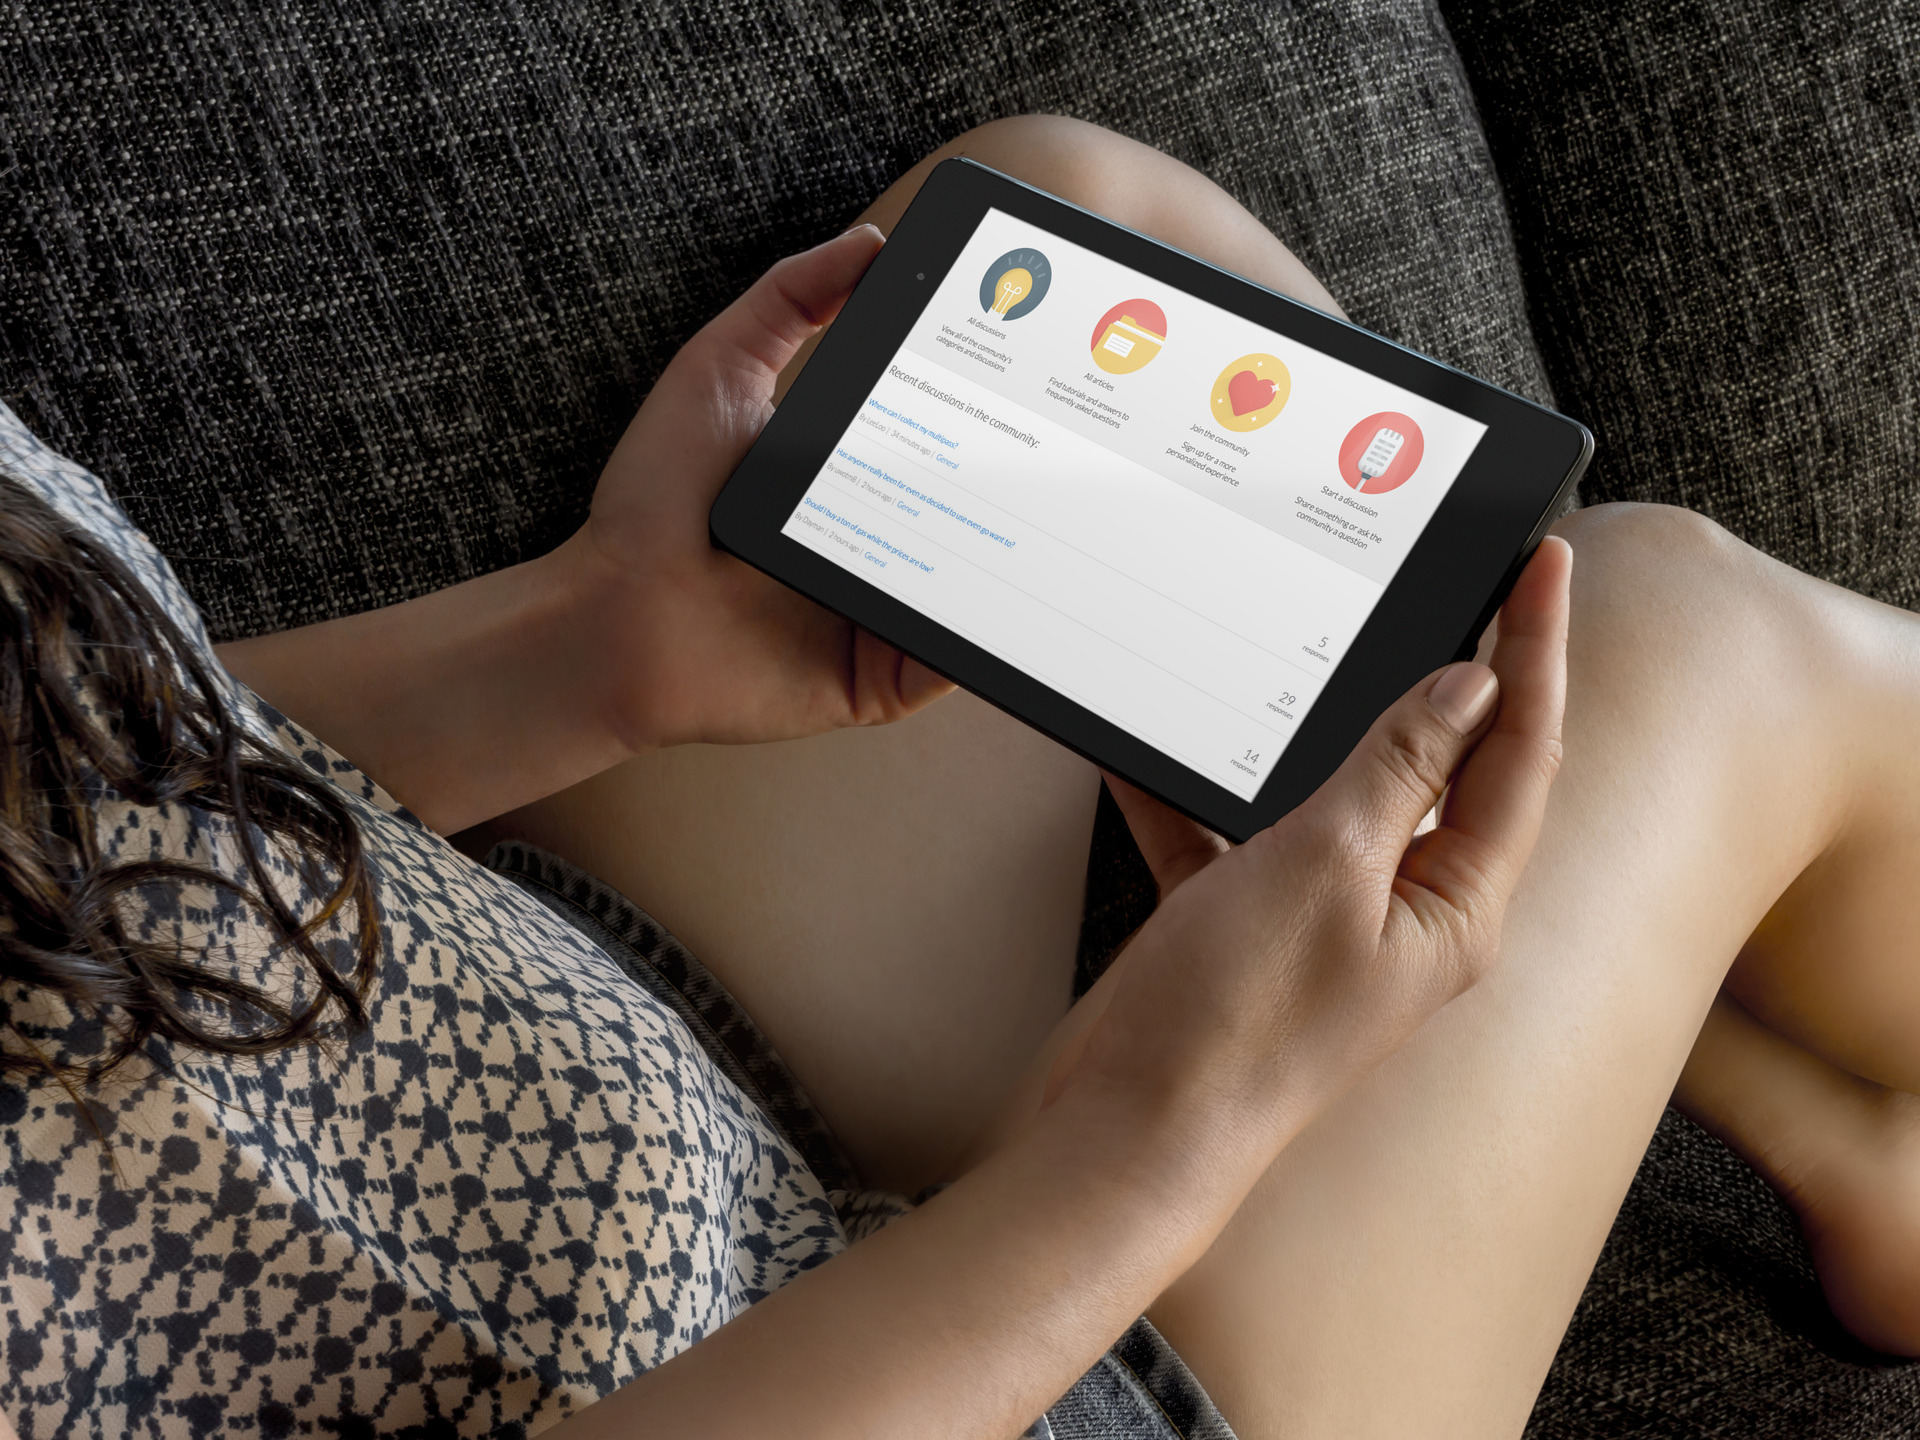 All discussions
View all of the community's
categories and discussions
All articles
Find tutorials and answers to
frequently asked questions
Join the community
Sign up for a more
personalized experience
Start a discussion
Share something or ask the
community a question
Recent discussions in the community:
Where can I collect my multipass?
By LeeLoo | 34 minutes ago | General
5
responses
Has anyone really been far even as decided to use even go want to?
By uwotm8 | 2 hours ago | General
29
responses
Should I buy a ton of gas while the prices are low?
By Dayman | 2 hours ago | General
14
responses